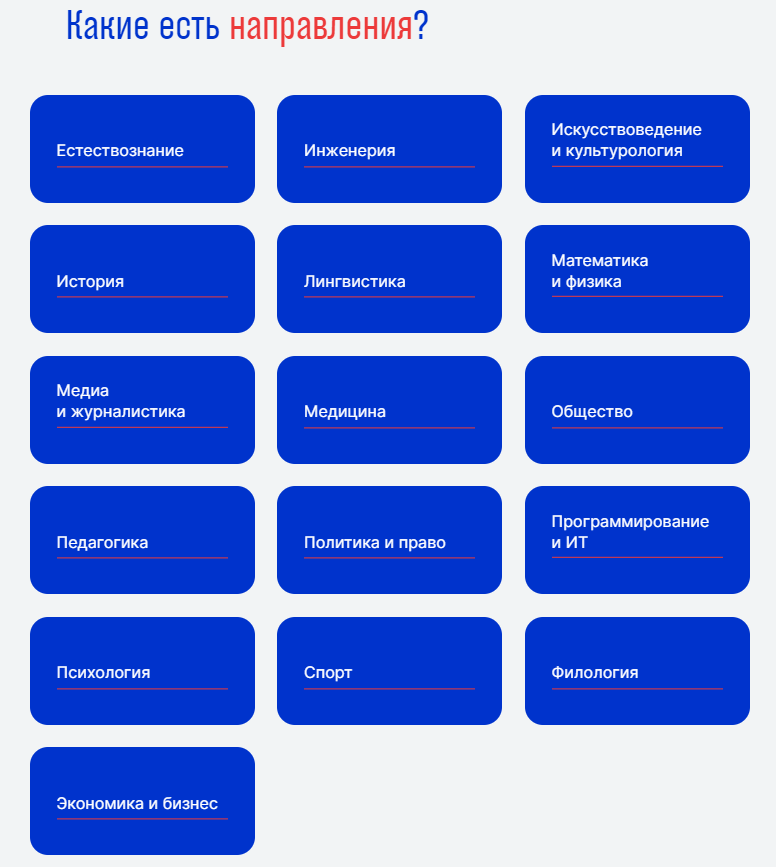 Какие есть направления?
Естествознание
Инженерия
Искусствоведение
и культурология
История
Лингвистика
Математика
и физика
Медиа
и журналистика
Медицина
Общество
Педагогика
Политика и право
Программирование
и ИТ
Психология
Спорт
Филология
Экономика и бизнес